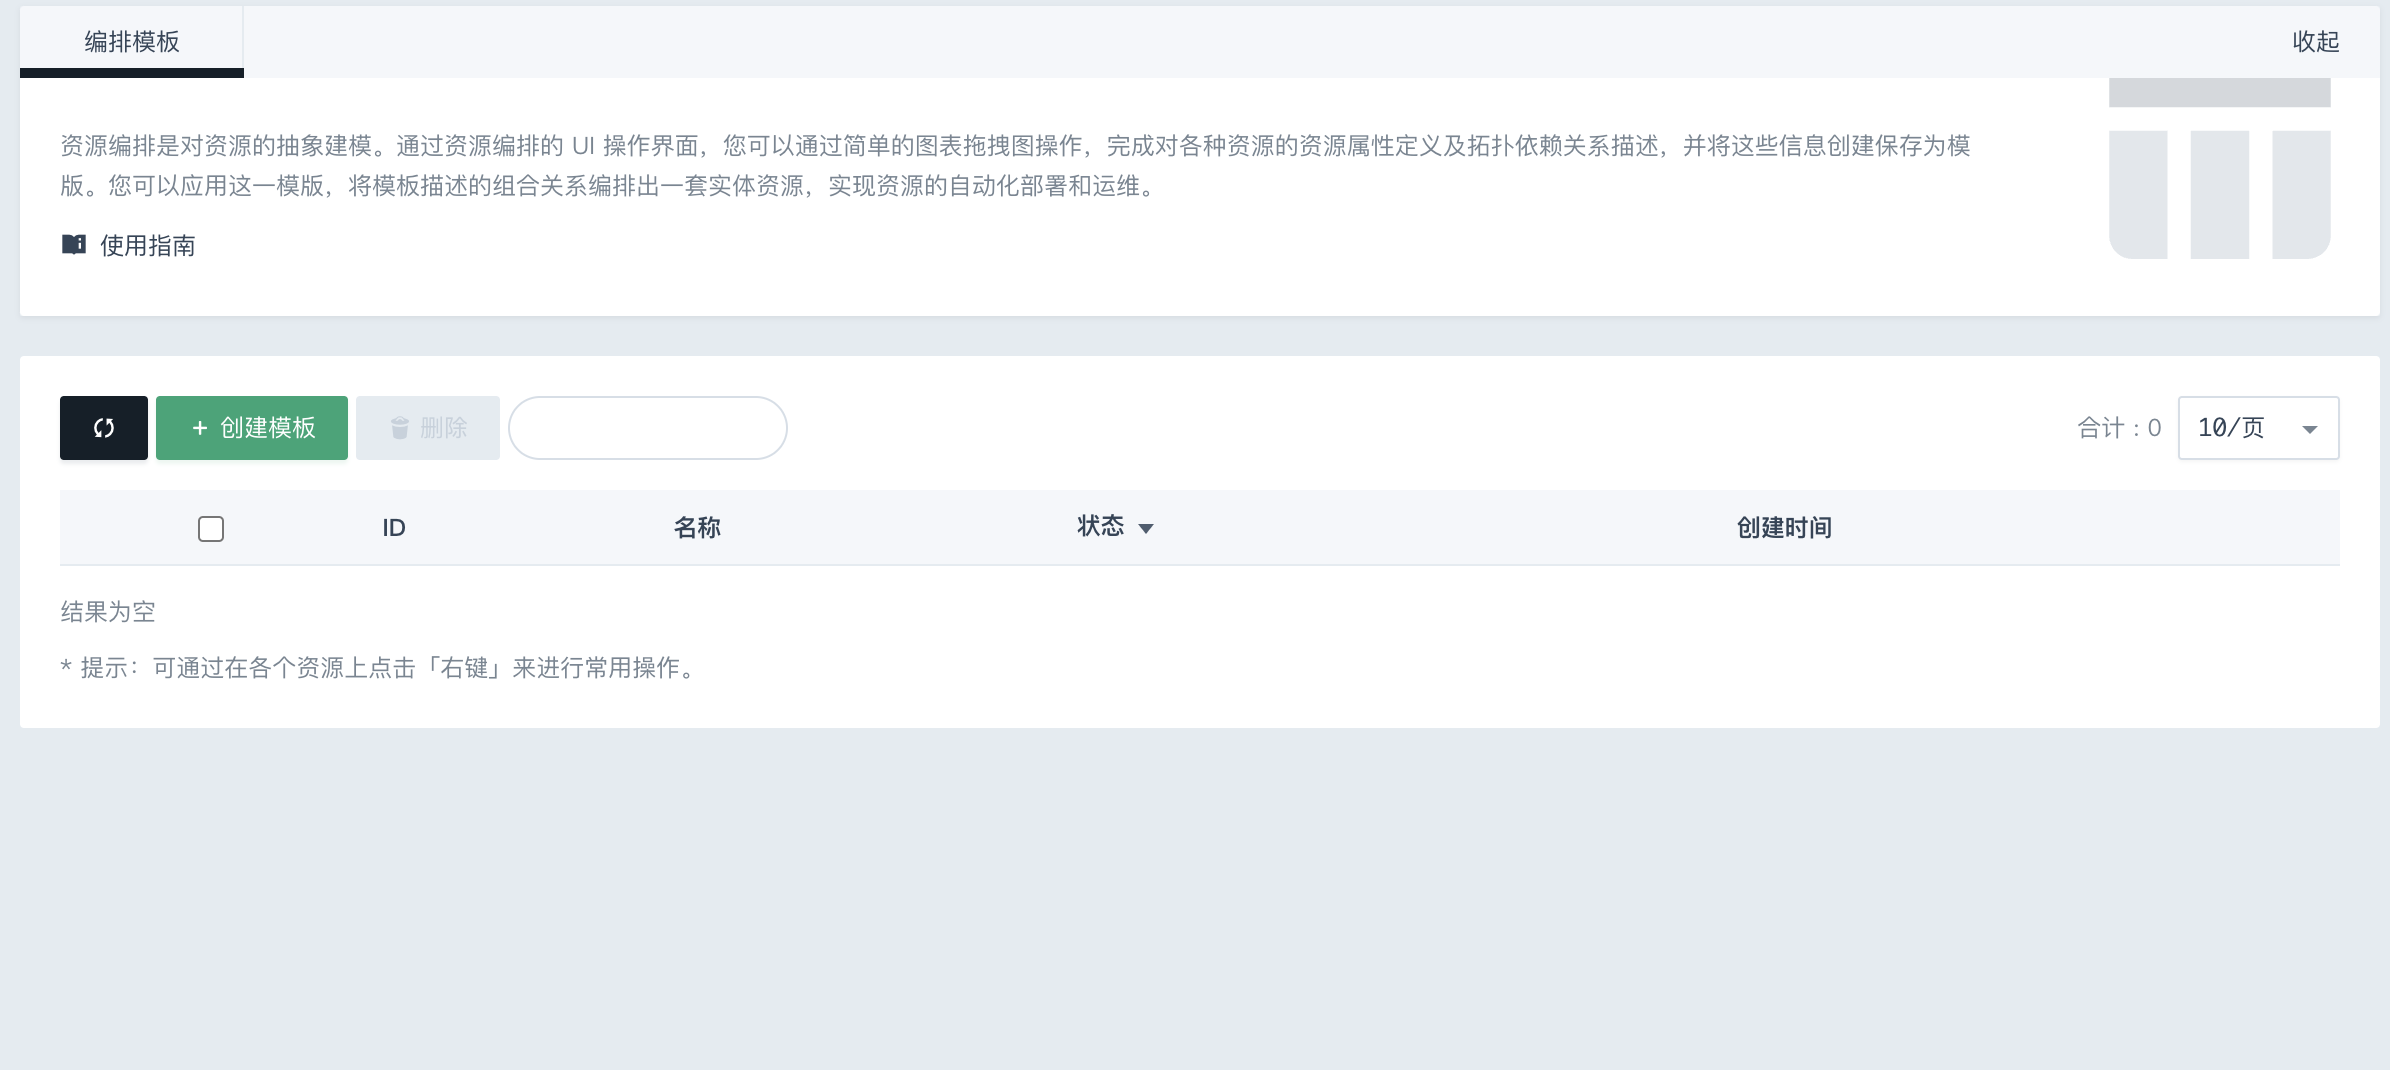 编排模板
收起
资源编排是对资源的抽象建模。通过资源编排的 UI 操作界面，您可以通过简单的图表拖拽图操作，完成对各种资源的资源属性定义及拓扑依赖关系描述，并将这些信息创建保存为模
版。您可以应用这一模版，将模板描述的组合关系编排出一套实体资源，实现资源的自动化部署和运维。
使用指南
+ 创建模板
删除
合计：0
10/页
ID 名称 状态 创建时间
结果为空
* 提示：可通过在各个资源上点击「右键」来进行常用操作。